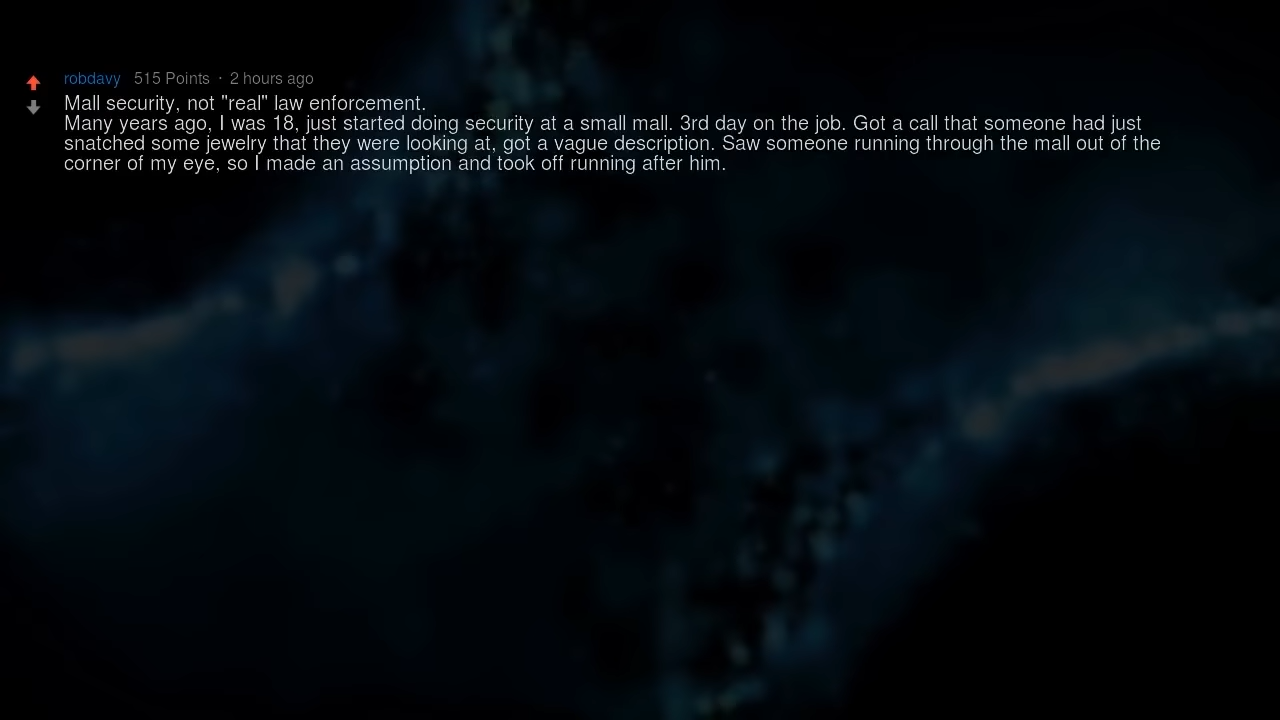 robdavy 515 Points · 2 hours ago
Mall security, not "real" law enforcement.
Many years ago, I was 18, just started doing security at a small mall. 3rd day on the job. Got a call that someone had just
snatched some jewelry that they were looking at, got a vague description. Saw someone running through the mall out of the
corner of my eye, so I made an assumption and took off running after him.